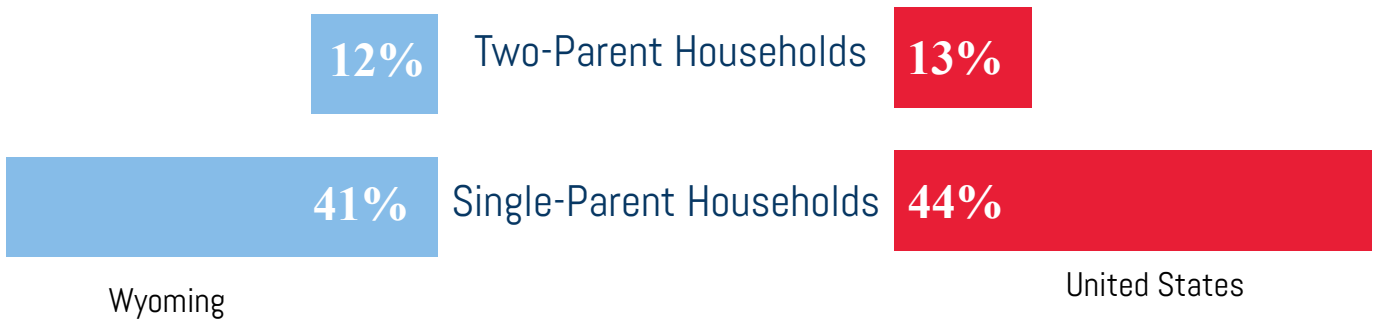 12% Two-Parent Households 13%
41% Single-Parent Households 44%
Wyoming
United States